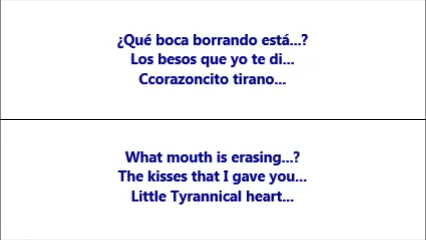 ¿Qué boca borrando está...?
Los besos que yo te di...
Ccorazoncito tirano...
What mouth is erasing...?
The kisses that I gave you...
Little Tyrannical heart...